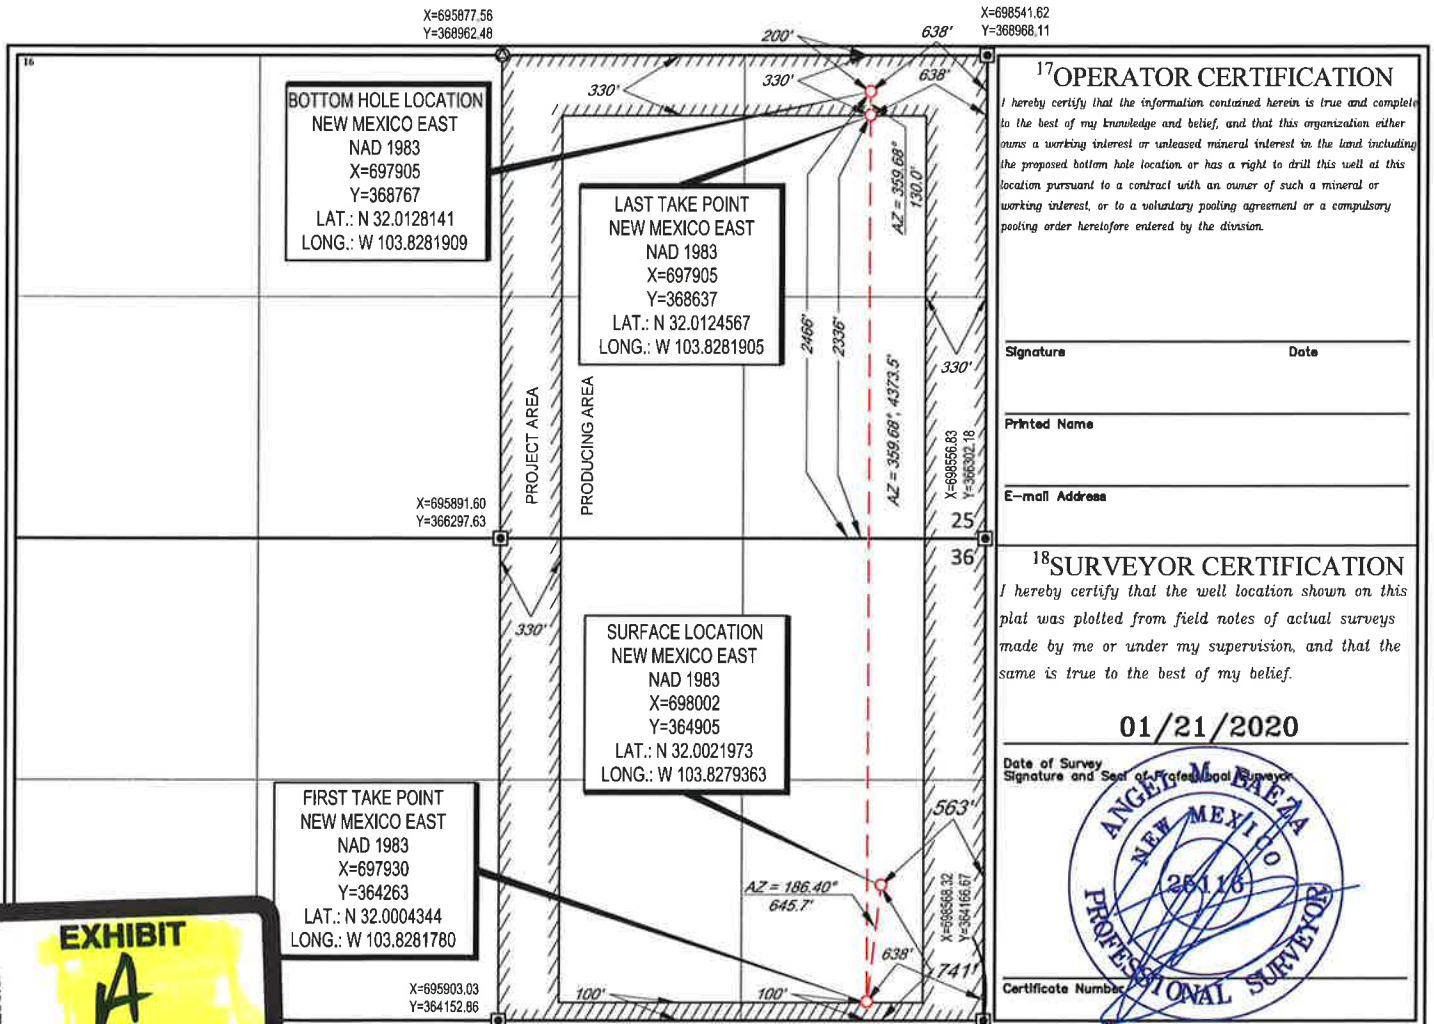 X=695877.56
Y=368962.48
X=698541.62
Y=368968.11
200'
638'
16
330'
330'
638'
BOTTOM HOLE LOCATION
NEW MEXICO EAST
NAD 1983
X=697905
Y=368767
LAT.: N 32.0128141
LONG.: W 103.8281909
AZ = 359.68°
130.0'
LAST TAKE POINT
NEW MEXICO EAST
NAD 1983
X=697905
Y=368637
LAT.: N 32.0124567
LONG.: W 103.8281905
2466'
2336'
AZ = 359.68°, 4373.5'
330'
PROJECT AREA
PRODUCING AREA
X=698556.83
Y=366302.18
X=695891.60
Y=366297.63
25
36
330'
SURFACE LOCATION
NEW MEXICO EAST
NAD 1983
X=698002
Y=364905
LAT.: N 32.0021973
LONG.: W 103.8279363
FIRST TAKE POINT
NEW MEXICO EAST
NAD 1983
X=697930
Y=364263
LAT.: N 32.0004344
LONG.: W 103.8281780
563'
AZ = 186.40°
645.7'
X=698568.32
Y=364166.67
638'
741'
X=695903.03
Y=364152.86
100'
100'
EXHIBIT
A
17OPERATOR CERTIFICATION
I hereby certify that the information contained herein is true and complete
to the best of my knowledge and belief, and that this organization either
owns a working interest or unleased mineral interest in the land including
the proposed bottom hole location or has a right to drill this well at this
location pursuant to a contract with an owner of such a mineral or
working interest, or to a voluntary pooling agreement or a compulsory
pooling order heretofore entered by the division.
Signature Date
Printed Name
E-mail Address
18SURVEYOR CERTIFICATION
I hereby certify that the well location shown on this
plat was plotted from field notes of actual surveys
made by me or under my supervision, and that the
same is true to the best of my belief.
01/21/2020
Date of Survey
Signature and Seal of Professional Surveyor
ANGEL M. BAEZA
NEW MEXICO
25116
PROFESSIONAL SURVEYOR
Certificate Number